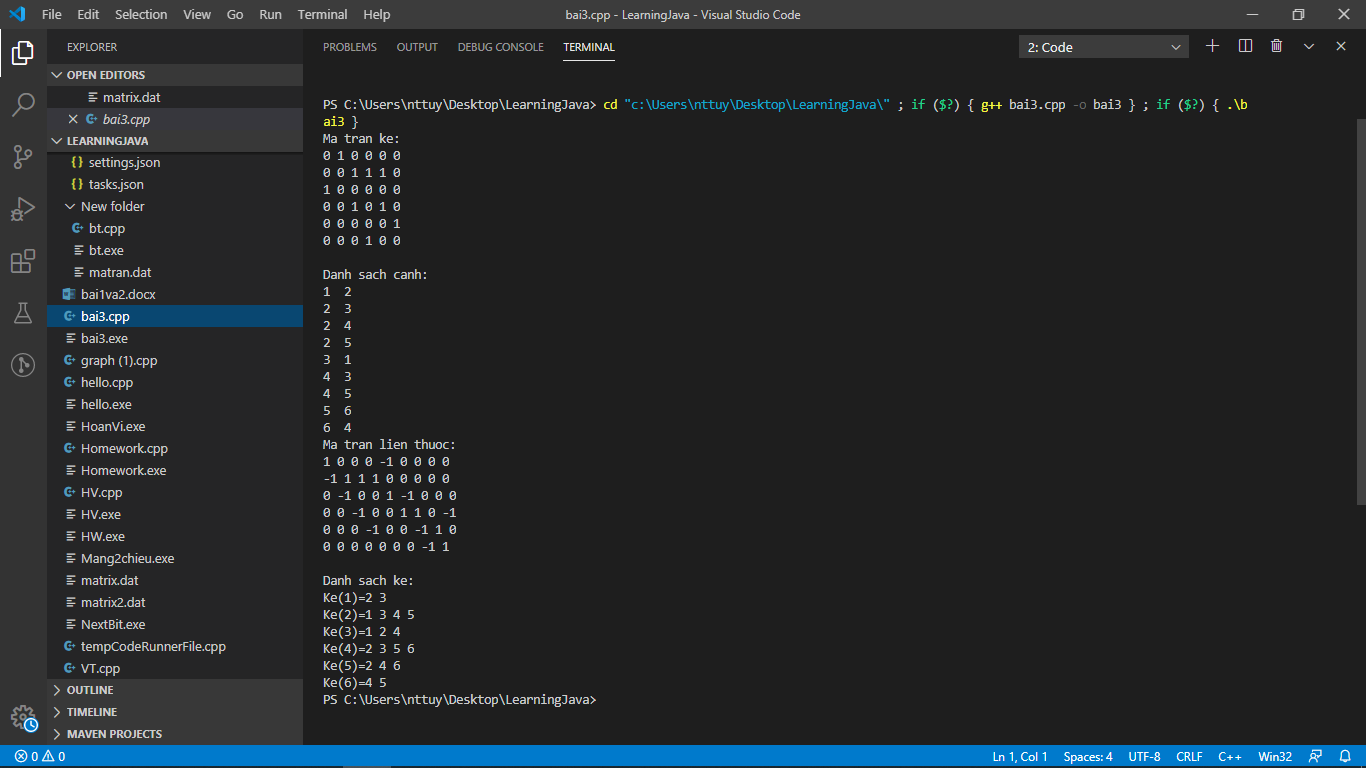 File Edit Selection View Go Run Terminal Help
bai3.cpp - LearningJava - Visual Studio Code
EXPLORER
OPEN EDITORS
matrix.dat
bai3.cpp
LEARNINGJAVA
settings.json
tasks.json
New folder
bt.cpp
bt.exe
matran.dat
bai1va2.docx
bai3.cpp
bai3.exe
graph (1).cpp
hello.cpp
hello.exe
HoanVi.exe
Homework.cpp
Homework.exe
HV.cpp
HV.exe
HW.exe
Mang2chieu.exe
matrix.dat
matrix2.dat
NextBit.exe
tempCodeRunnerFile.cpp
VT.cpp
OUTLINE
TIMELINE
MAVEN PROJECTS
PROBLEMS OUTPUT DEBUG CONSOLE TERMINAL
2: Code
PS C:\Users\nttuy\Desktop\LearningJava> cd "c:\Users\nttuy\Desktop\LearningJava\" ; if ($?) { g++ bai3.cpp -o bai3 } ; if ($?) { .\b
ai3 }
Ma tran ke:
0 1 0 0 0 0
0 0 1 1 1 0
1 0 0 0 0 0
0 0 1 0 1 0
0 0 0 0 0 1
0 0 0 1 0 0
Danh sach canh:
1 2
2 3
2 4
2 5
3 1
4 3
4 5
5 6
6 4
Ma tran lien thuoc:
1 0 0 0 -1 0 0 0 0
-1 1 1 1 0 0 0 0 0
0 -1 0 0 1 -1 0 0 0
0 0 -1 0 0 1 1 0 -1
0 0 0 -1 0 0 -1 1 0
0 0 0 0 0 0 0 -1 1
Danh sach ke:
Ke(1)=2 3
Ke(2)=1 3 4 5
Ke(3)=1 2 4
Ke(4)=2 3 5 6
Ke(5)=2 4 6
Ke(6)=4 5
PS C:\Users\nttuy\Desktop\LearningJava>
0 0
Ln 1, Col 1 Spaces: 4 UTF-8 CRLF C++ Win32